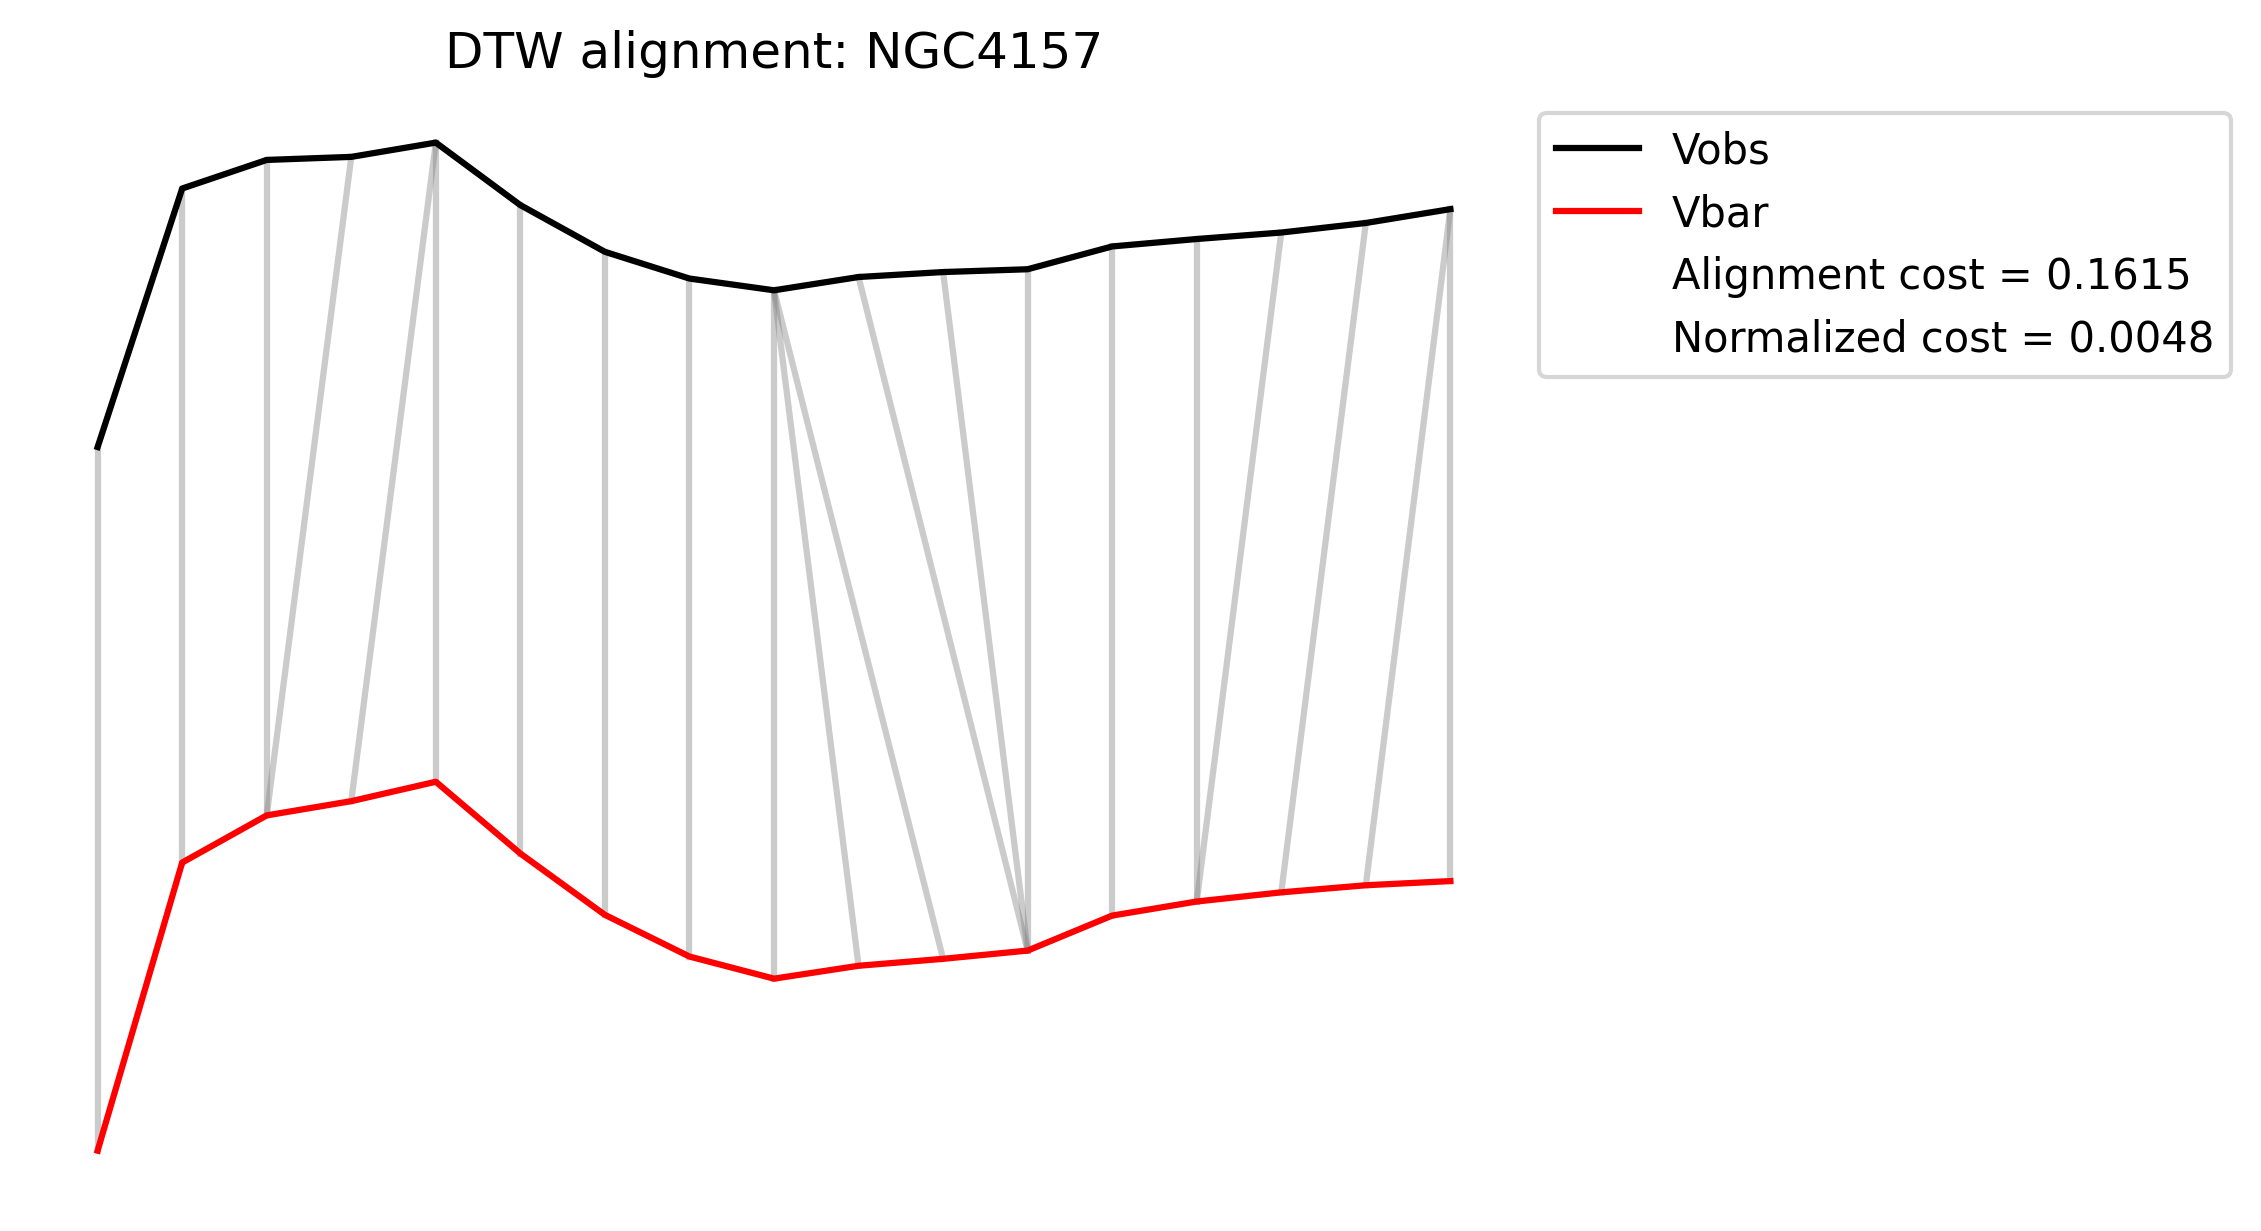 DTW alignment: NGC4157
Vobs
Vbar
Alignment cost = 0.1615
Normalized cost = 0.0048